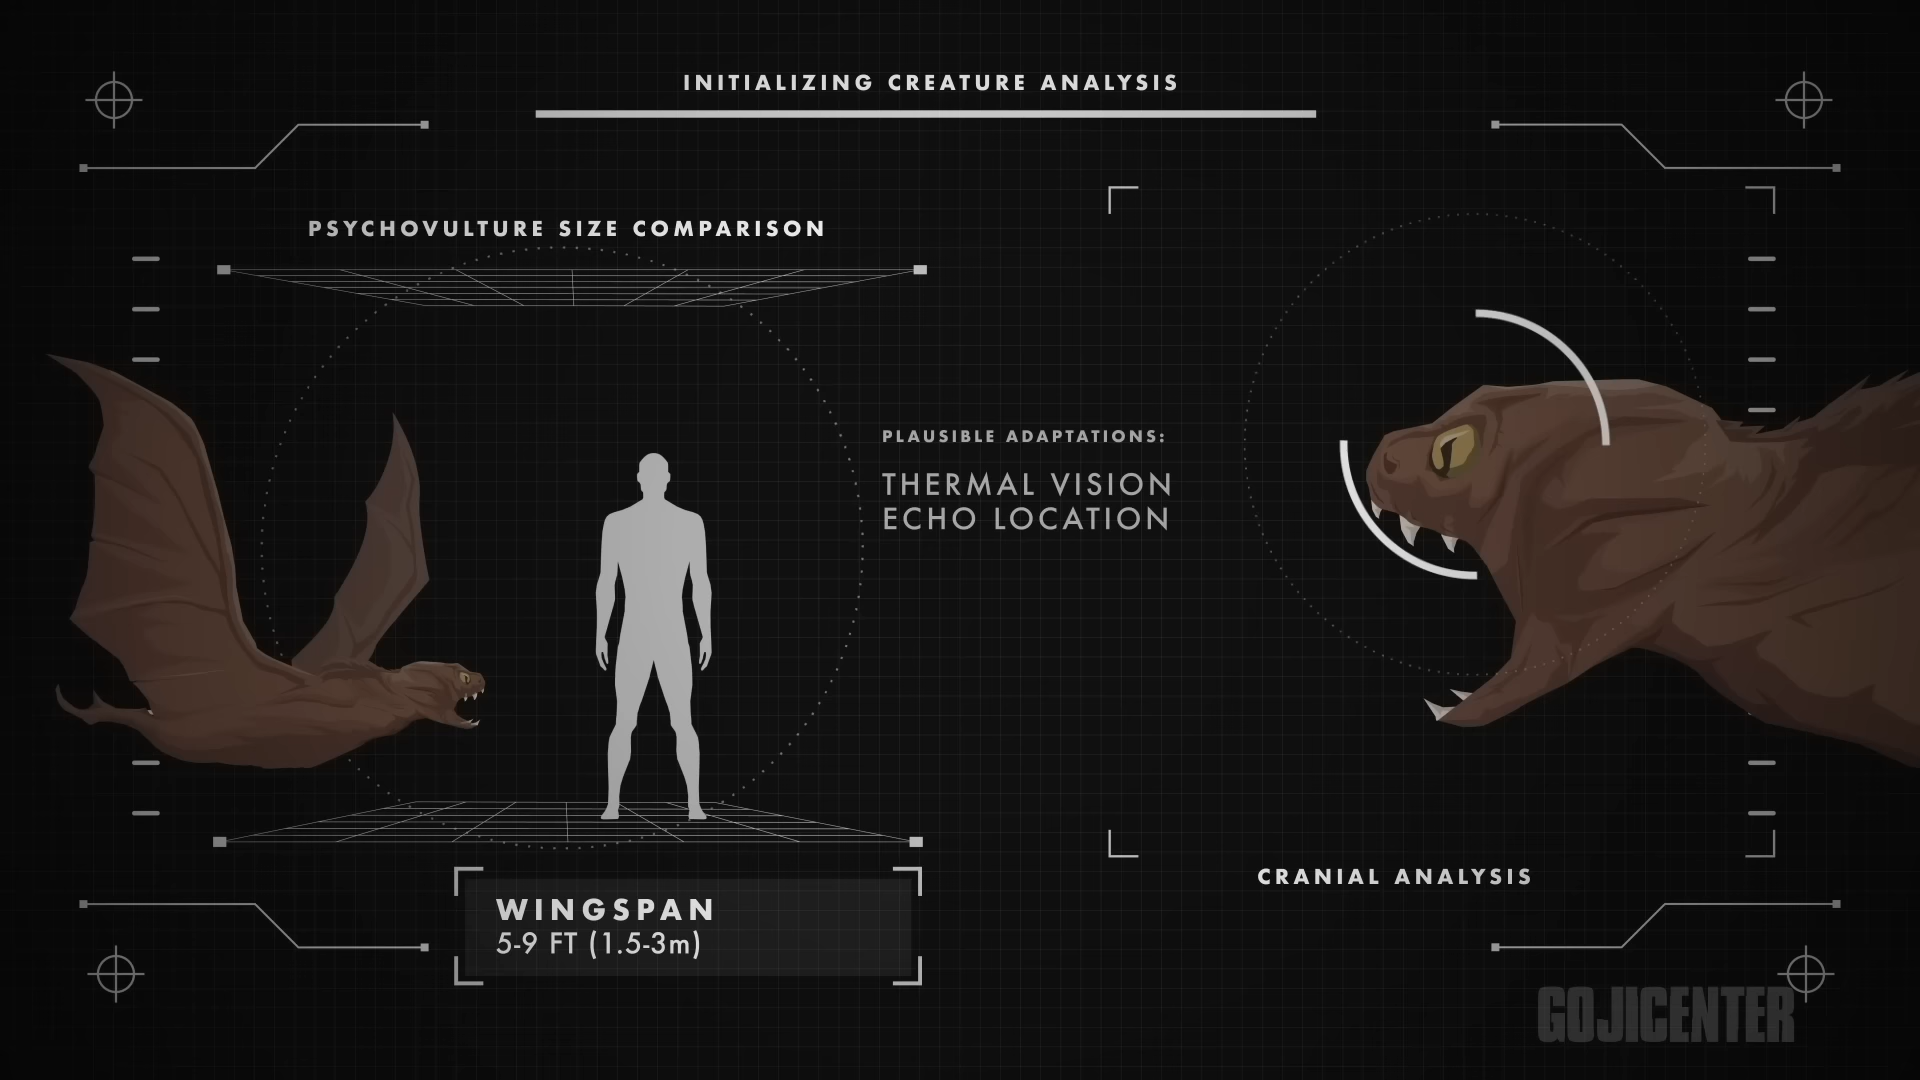 INITIALIZING CREATURE ANALYSIS
PSYCHOVULTURE SIZE COMPARISON
PLAUSIBLE ADAPTATIONS:
THERMAL VISION
ECHO LOCATION
CRANIAL ANALYSIS
WINGSPAN
5-9 FT (1.5-3m)
GOJICENTER